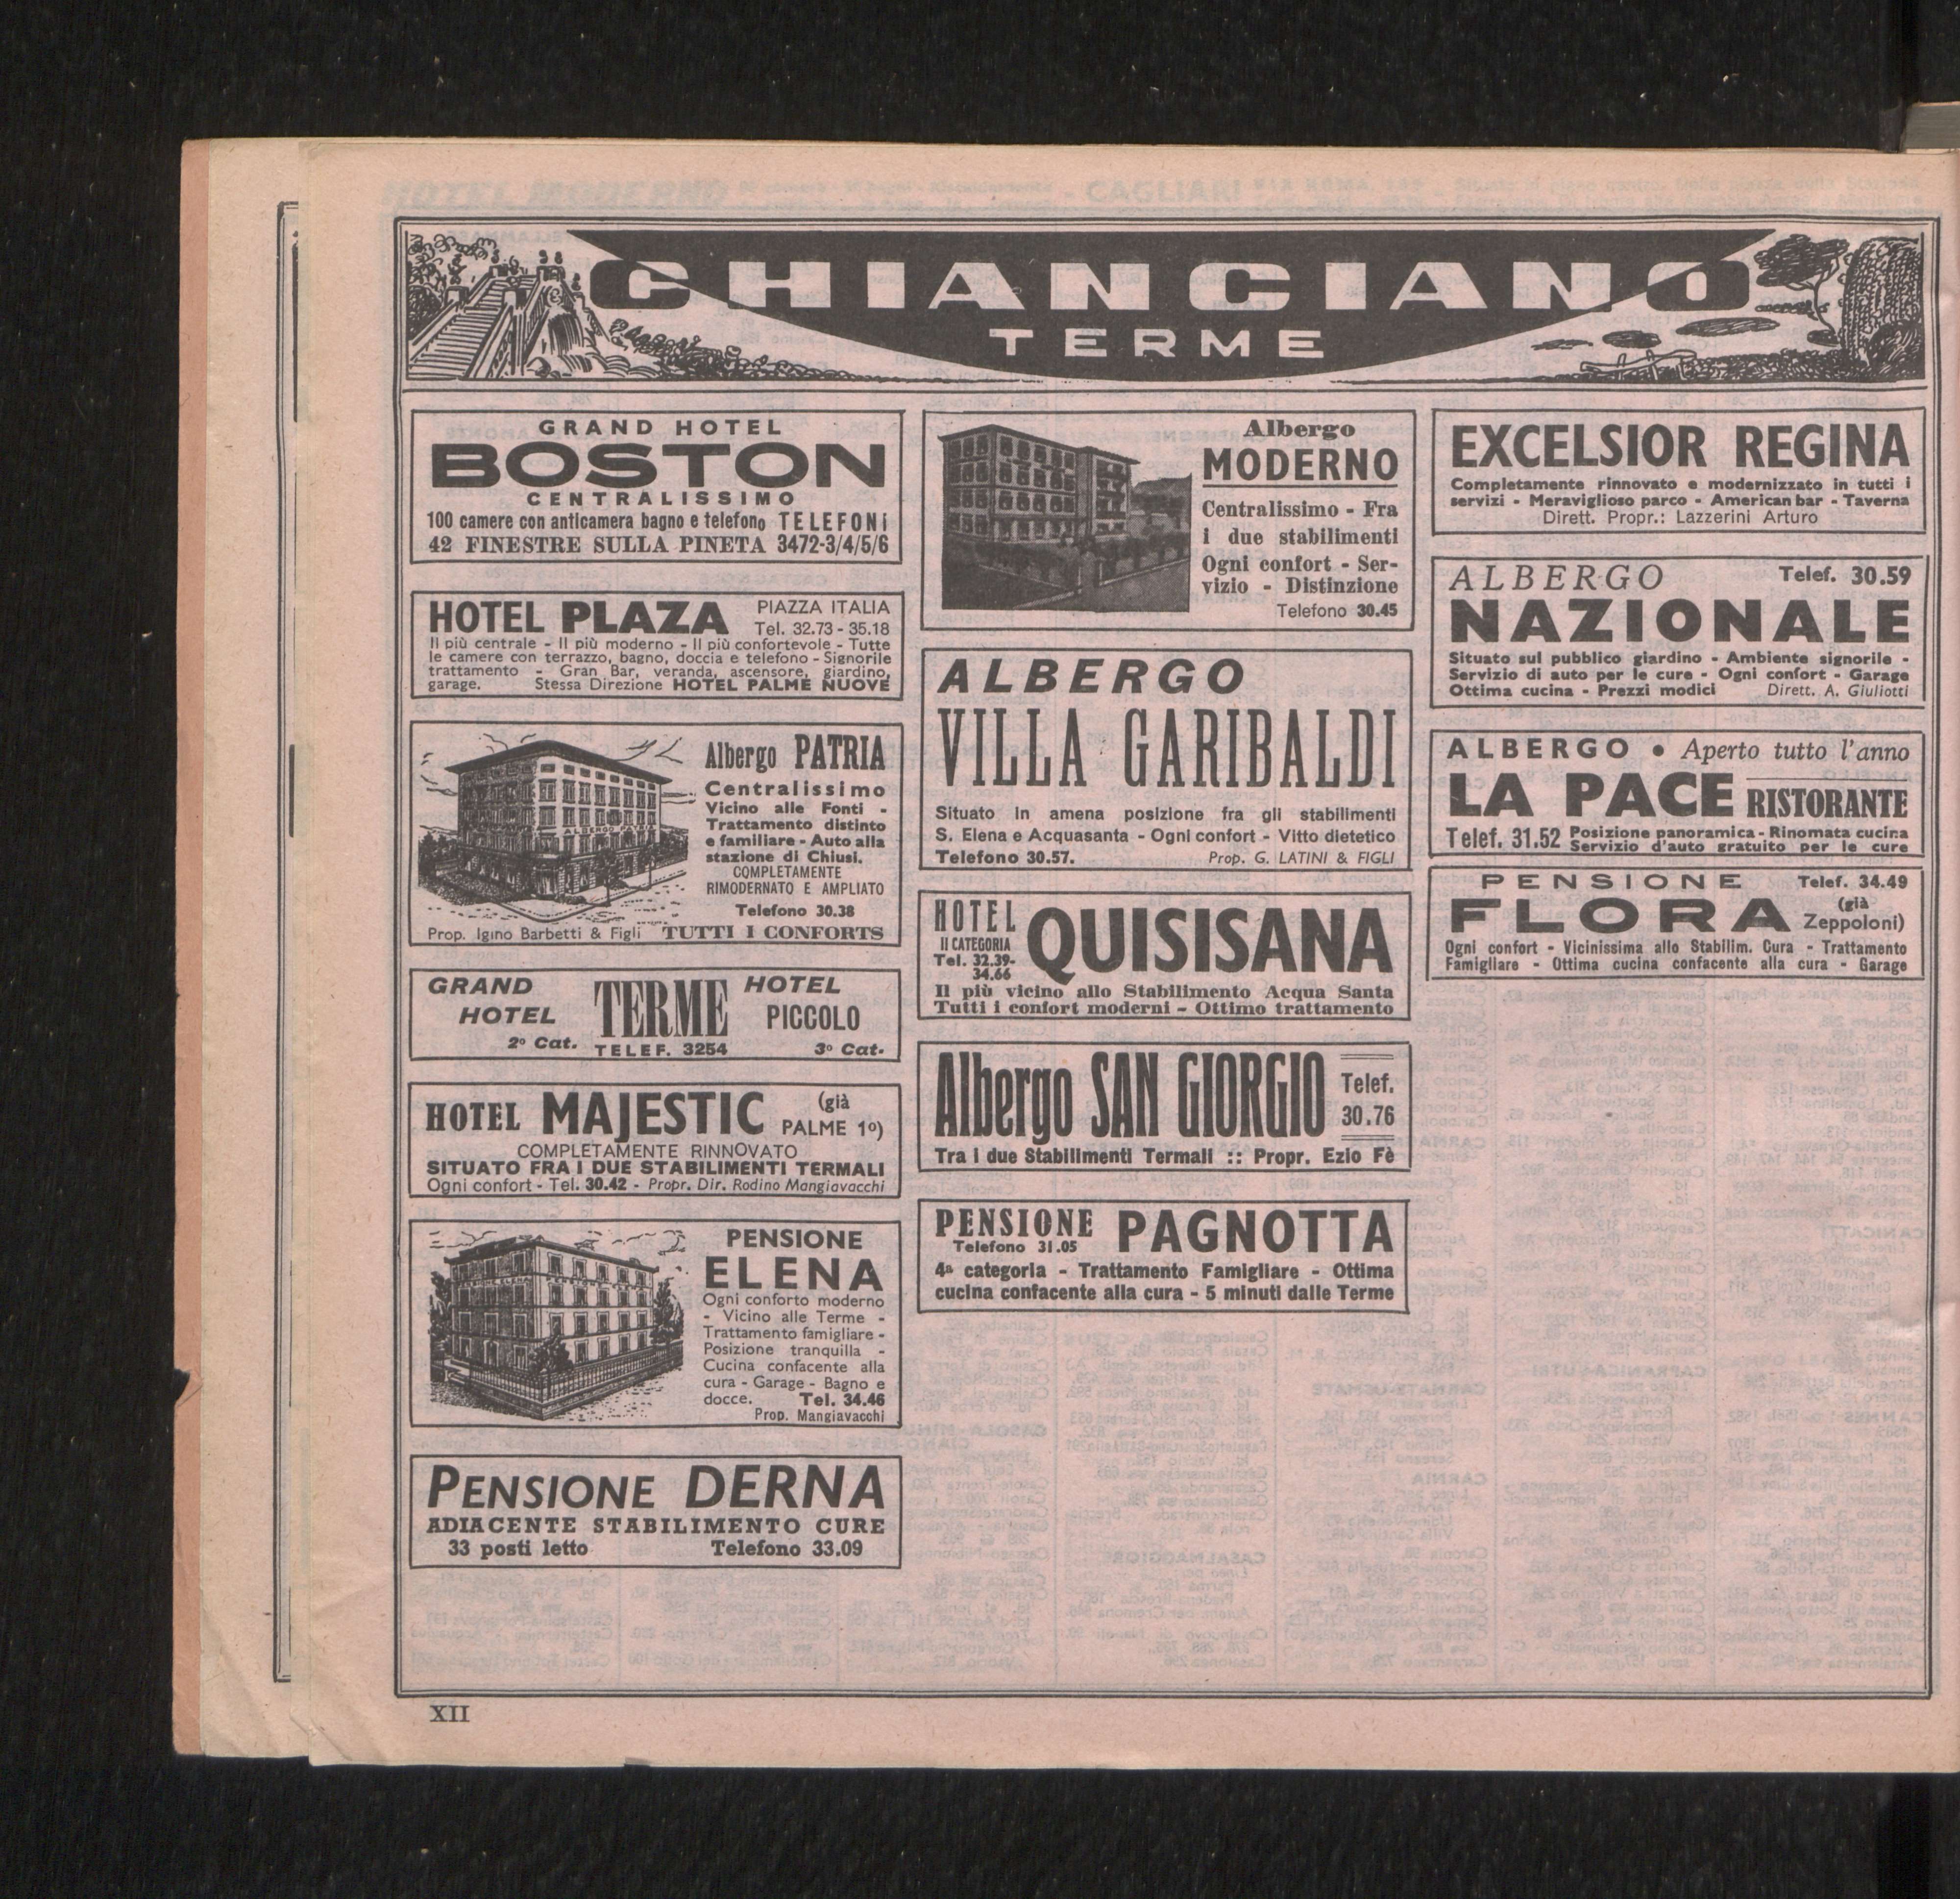 CHIANCIANO
TERME
GRAND HOTEL
BOSTON
CENTRALISSIMO
100 camere con anticamera bagno e telefono TELEFONI
42 FINESTRE SULLA PINETA 3472-3/4/5/6
HOTEL PLAZA PIAZZA ITALIA
Tel. 32.73 - 35.18
Il più centrale - Il più moderno - Il più confortevole - Tutte
le camere con terrazzo, bagno, doccia e telefono - Signorile
trattamento - Gran Bar, veranda, ascensore, giardino,
garage. Stessa Direzione HOTEL PALME NUOVE
Albergo PATRIA
Centralissimo
Vicino alle Fonti -
Trattamento distinto
e familiare - Auto alla
stazione di Chiusi.
COMPLETAMENTE
RIMODERNATO E AMPLIATO
Telefono 30.38
Prop. Igino Barbetti & Figli TUTTI I CONFORTS
ALBERGO PATRIA
GRAND
HOTEL
2º Cat.
TERME
TELEF. 3254
HOTEL
PICCOLO
3º Cat.
HOTEL MAJESTIC (già
PALME 1º)
COMPLETAMENTE RINNOVATO
SITUATO FRA I DUE STABILIMENTI TERMALI
Ogni confort - Tel. 30.42 - Propr. Dir. Rodino Mangiavacchi
PENSIONE
ELENA
Ogni conforto moderno
- Vicino alle Terme -
Trattamento famigliare -
Posizione tranquilla -
Cucina confacente alla
cura - Garage - Bagno e
docce. Tel. 34.46
Prop. Mangiavacchi
PENSIONE DERNA
ADIACENTE STABILIMENTO CURE
33 posti letto Telefono 33.09
Albergo
MODERNO
Centralissimo - Fra
i due stabilimenti
Ogni confort - Ser-
vizio - Distinzione
Telefono 30.45
ALBERGO
VILLA GARIBALDI
Situato in amena posizione fra gli stabilimenti
S. Elena e Acquasanta - Ogni confort - Vitto dietetico
Telefono 30.57. Prop. G. LATINI & FIGLI
HOTEL
II CATEGORIA
Tel. 32.39-
34.66
QUISISANA
Il più vicino allo Stabilimento Acqua Santa
Tutti i confort moderni - Ottimo trattamento
Albergo SAN GIORGIO Telef.
30.76
Tra i due Stabilimenti Termali :: Propr. Ezio Fè
PENSIONE PAGNOTTA
Telefono 31.05
4ª categoria - Trattamento Famigliare - Ottima
cucina confacente alla cura - 5 minuti dalle Terme
EXCELSIOR REGINA
Completamente rinnovato e modernizzato in tutti i
servizi - Meraviglioso parco - American bar - Taverna
Dirett. Propr.: Lazzerini Arturo
ALBERGO Telef. 30.59
NAZIONALE
Situato sul pubblico giardino - Ambiente signorile -
Servizio di auto per le cure - Ogni confort - Garage
Ottima cucina - Prezzi modici Dirett. A. Giuliotti
ALBERGO • Aperto tutto l'anno
LA PACE RISTORANTE
Telef. 31.52 Posizione panoramica - Rinomata cucina
Servizio d'auto gratuito per le cure
PENSIONE Telef. 34.49
FLORA (già
Zeppoloni)
Ogni confort - Vicinissima allo Stabilim. Cura - Trattamento
Famigliare - Ottima cucina confacente alla cura - Garage
XII